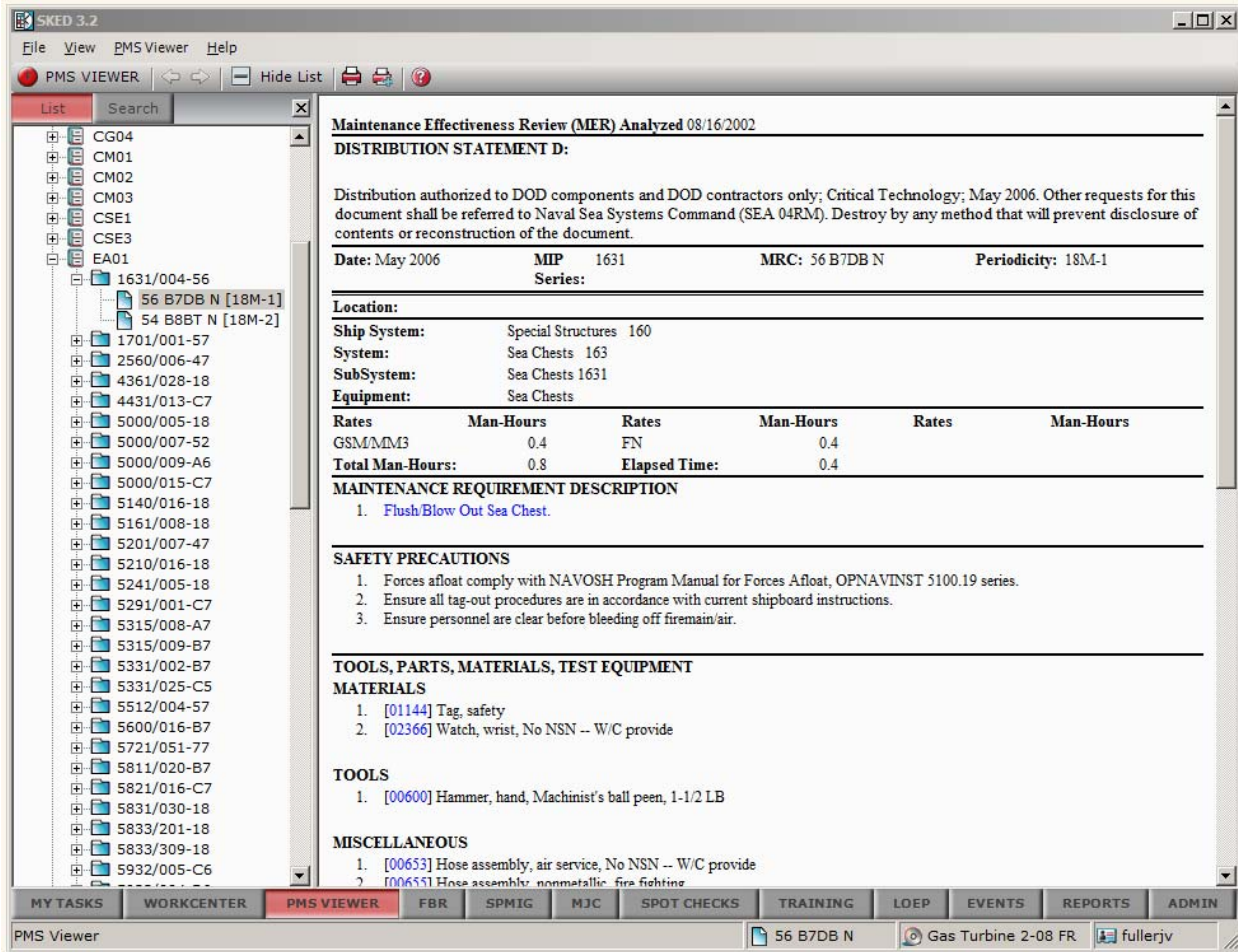 SKED 3.2
File View PMS Viewer Help
PMS VIEWER Hide List
List Search
CG04
CM01
CM02
CM03
CSE1
CSE3
EA01
1631/004-56
56 B7DB N [18M-1]
54 B8BT N [18M-2]
1701/001-57
2560/006-47
4361/028-18
4431/013-C7
5000/005-18
5000/007-52
5000/009-A6
5000/015-C7
5140/016-18
5161/008-18
5201/007-47
5210/016-18
5241/005-18
5291/001-C7
5315/008-A7
5315/009-B7
5331/002-B7
5331/025-C5
5512/004-57
5600/016-B7
5721/051-77
5811/020-B7
5821/016-C7
5831/030-18
5833/201-18
5833/309-18
5932/005-C6
Maintenance Effectiveness Review (MER) Analyzed 08/16/2002
DISTRIBUTION STATEMENT D:
Distribution authorized to DOD components and DOD contractors only; Critical Technology; May 2006. Other requests for this
document shall be referred to Naval Sea Systems Command (SEA 04RM). Destroy by any method that will prevent disclosure of
contents or reconstruction of the document.
Date: May 2006 MIP 1631 MRC: 56 B7DB N Periodicity: 18M-1
Series:
Location:
Ship System: Special Structures 160
System: Sea Chests 163
SubSystem: Sea Chests 1631
Equipment: Sea Chests
Rates Man-Hours Rates Man-Hours Rates Man-Hours
GSM/MM3 0.4 FN 0.4
Total Man-Hours: 0.8 Elapsed Time: 0.4
MAINTENANCE REQUIREMENT DESCRIPTION
1. Flush/Blow Out Sea Chest.
SAFETY PRECAUTIONS
1. Forces afloat comply with NAVOSH Program Manual for Forces Afloat, OPNAVINST 5100.19 series.
2. Ensure all tag-out procedures are in accordance with current shipboard instructions.
3. Ensure personnel are clear before bleeding off firemain/air.
TOOLS, PARTS, MATERIALS, TEST EQUIPMENT
MATERIALS
1. [01144] Tag, safety
2. [02366] Watch, wrist, No NSN -- W/C provide
TOOLS
1. [00600] Hammer, hand, Machinist's ball peen, 1-1/2 LB
MISCELLANEOUS
1. [00653] Hose assembly, air service, No NSN -- W/C provide
2. [00655] Hose assembly, nonmetallic, fire fighting
MY TASKS WORKCENTER PMS VIEWER FBR SPMIG MJC SPOT CHECKS TRAINING LOEP EVENTS REPORTS ADMIN
PMS Viewer 56 B7DB N Gas Turbine 2-08 FR fullerjv